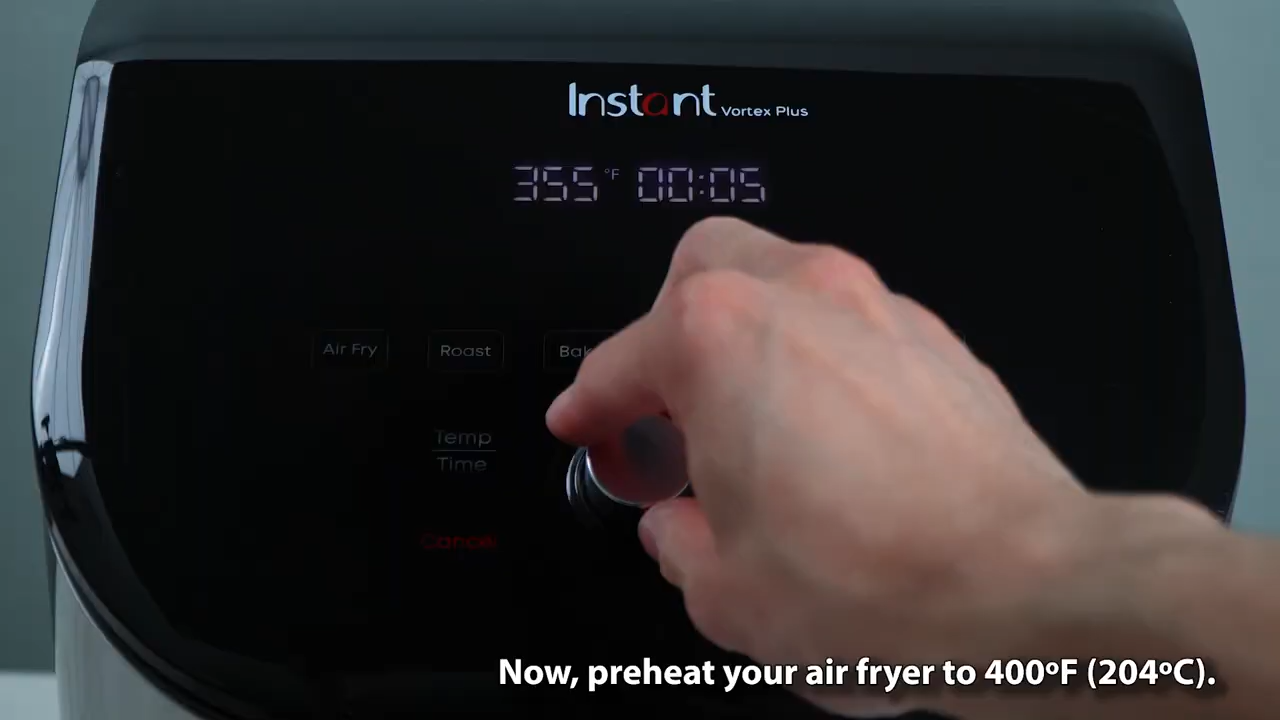 Instant Vortex Plus
355 °F 00:05
Air Fry Roast
Temp
Time
Cancel
Now, preheat your air fryer to 400ºF (204ºC).